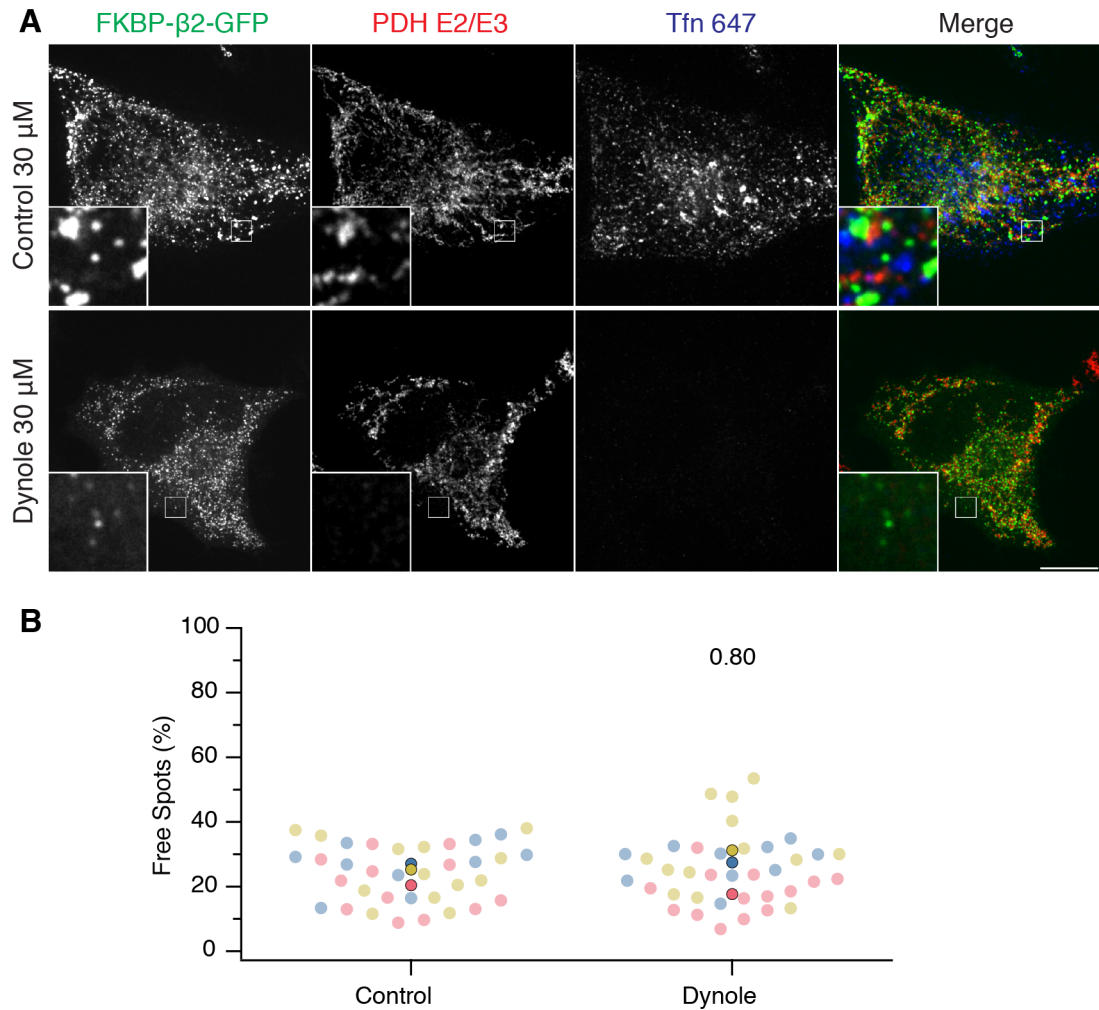 A
FKBP-β2-GFP
PDH E2/E3
Tfn 647
Merge
Control 30 µM
Dynole 30 µM
B
0.80
Free Spots (%)
100
80
60
40
20
0
Control
Dynole